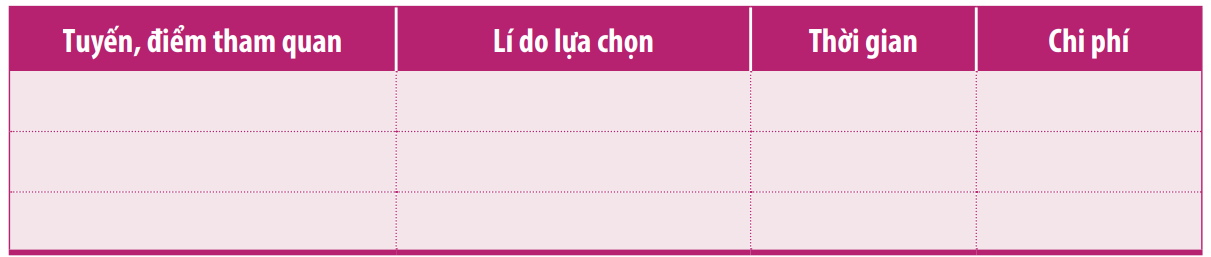 Tuyến, điểm tham quan Lí do lựa chọn Thời gian Chi phí